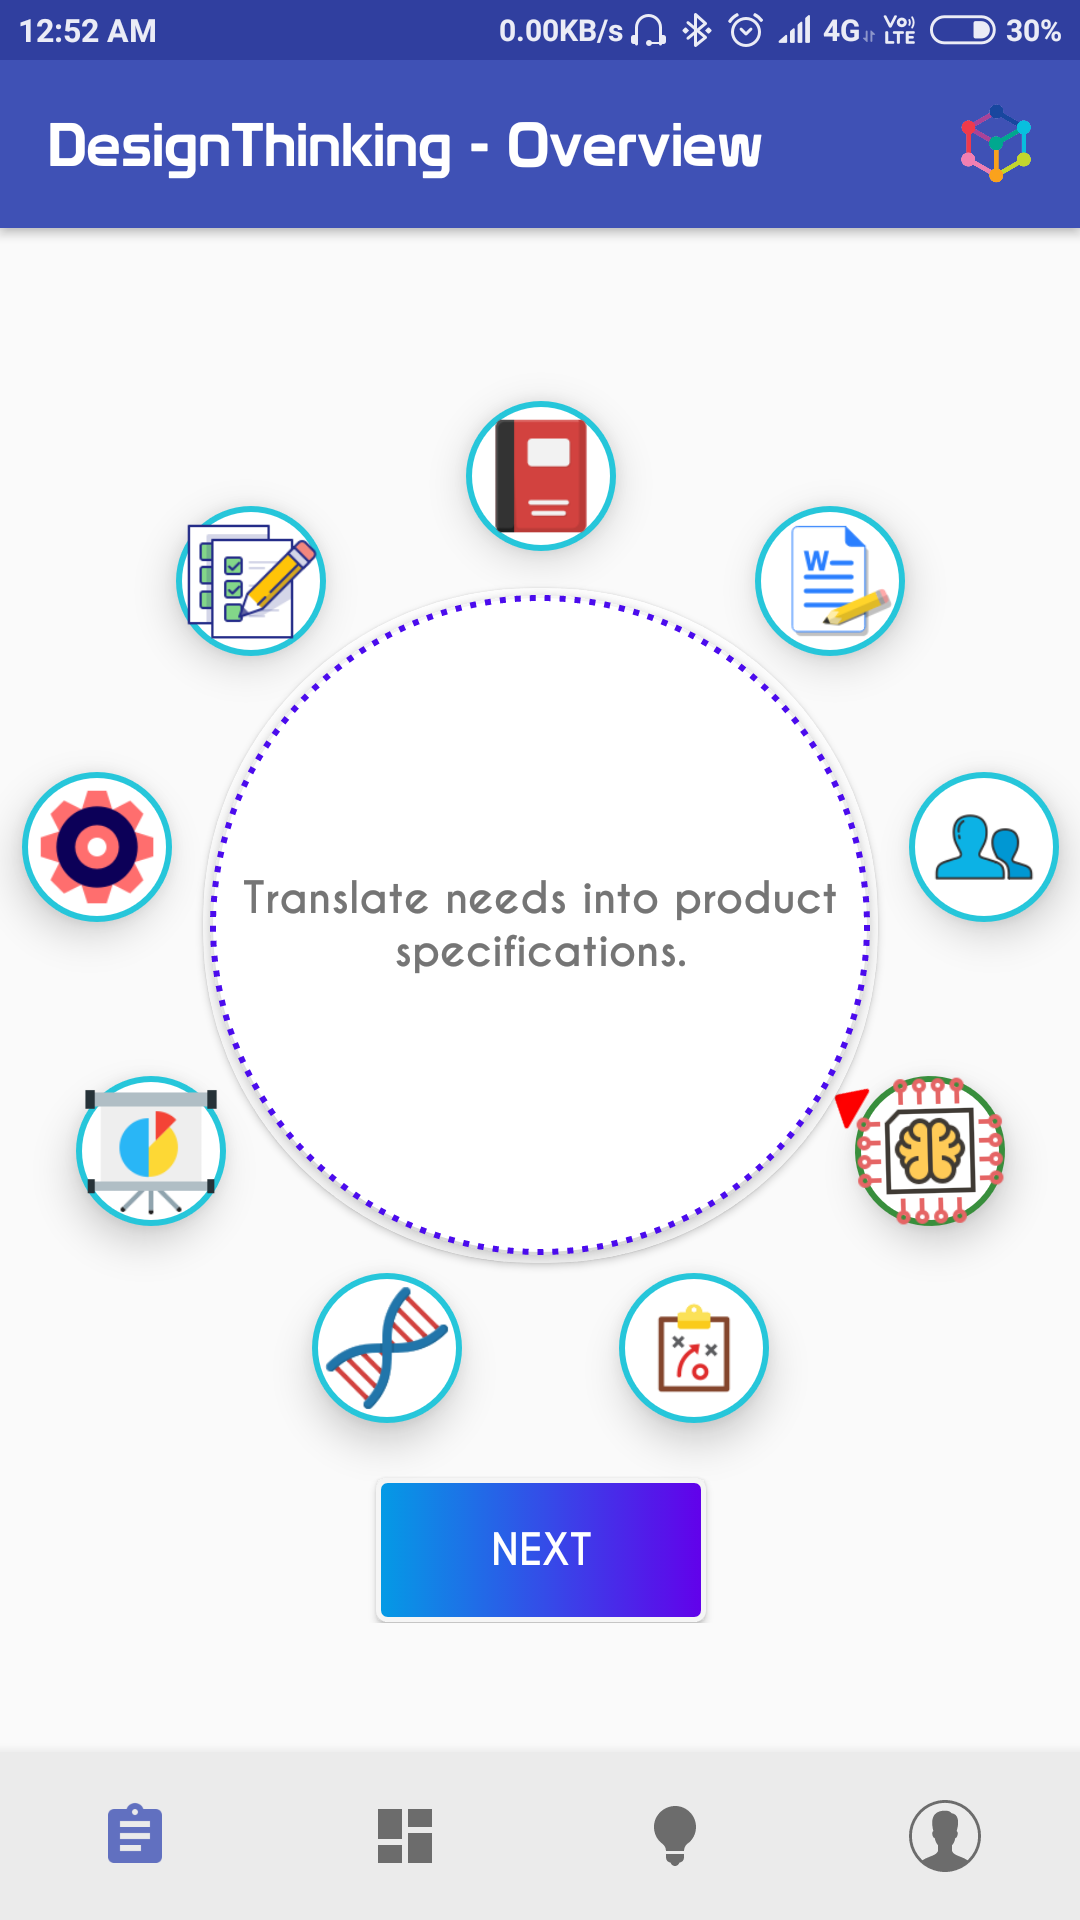 12:52 AM 0.00KB/s 4G Vo) LTE 30%
DesignThinking - Overview
W
Translate needs into product
specifications.
NEXT